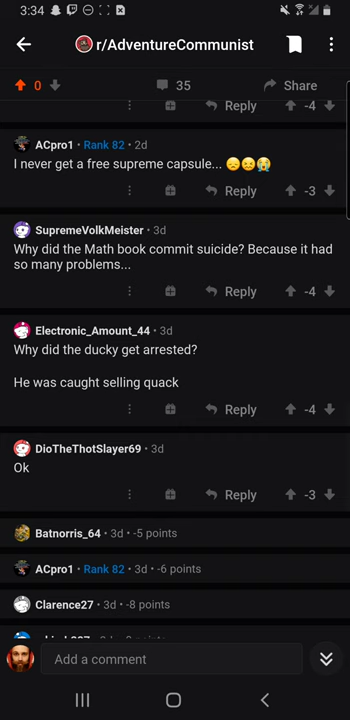 3:34
r/AdventureCommunist
0 35 Share
Reply -4
ACpro1 • Rank 82 • 2d
I never get a free supreme capsule... 😞😖😭
Reply -3
SupremeVolkMeister • 3d
Why did the Math book commit suicide? Because it had
so many problems...
Reply -4
Electronic_Amount_44 • 3d
Why did the ducky get arrested?
He was caught selling quack
Reply -4
DioTheThotSlayer69 • 3d
Ok
Reply -3
Batnorris_64 • 3d • -5 points
ACpro1 • Rank 82 • 3d • -6 points
Clarence27 • 3d • -8 points
Add a comment